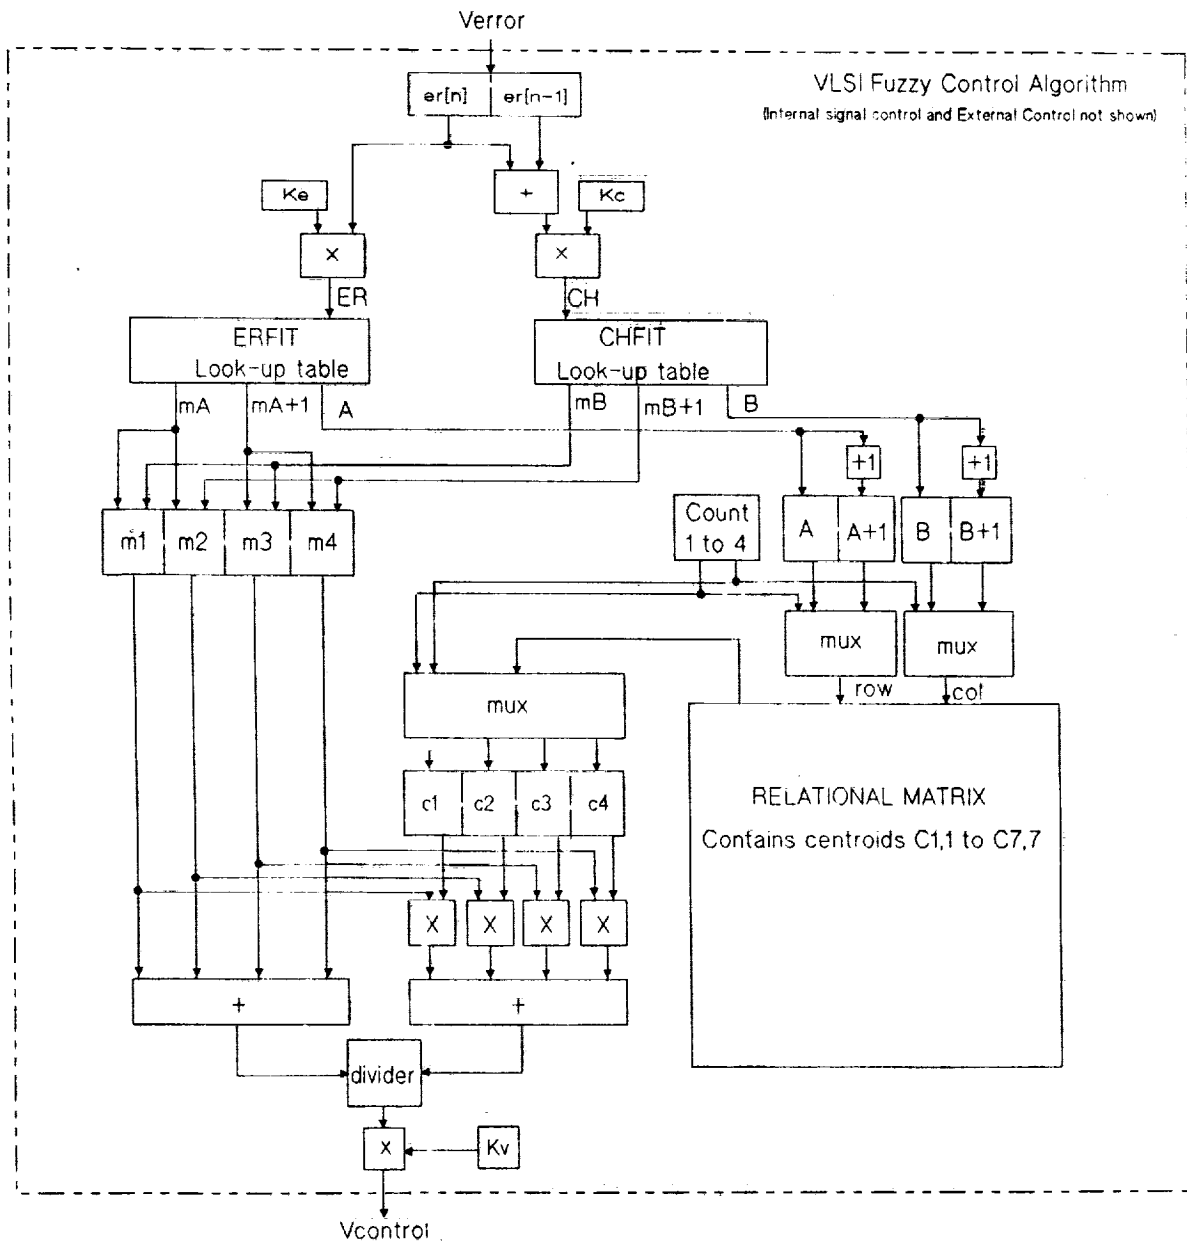 Verror
VLSI Fuzzy Control Algorithm
(Internal signal control and External Control not shown)
er[n] er[n-1]
Ke + Kc
X X
ER CH
ERFIT
Look-up table
CHFIT
Look-up table
mA mA+1 A mB mB+1 B
+1 +1
m1 m2 m3 m4
Count
1 to 4
A A+1 B B+1
mux mux
row col
mux
c1 c2 c3 c4
RELATIONAL MATRIX
Contains centroids C1,1 to C7,7
X X X X
+ +
divider
X Kv
Vcontrol